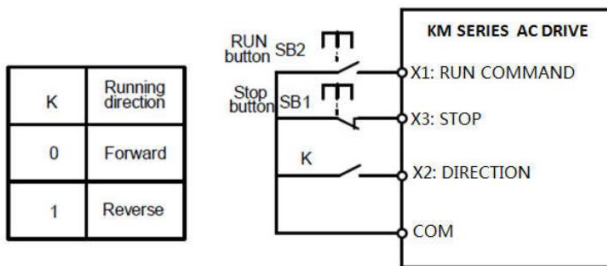 K
Running
direction
0
Forward
1
Reverse
RUN
button SB2
Stop
button SB1
K
KM SERIES AC DRIVE
X1: RUN COMMAND
X3: STOP
X2: DIRECTION
COM